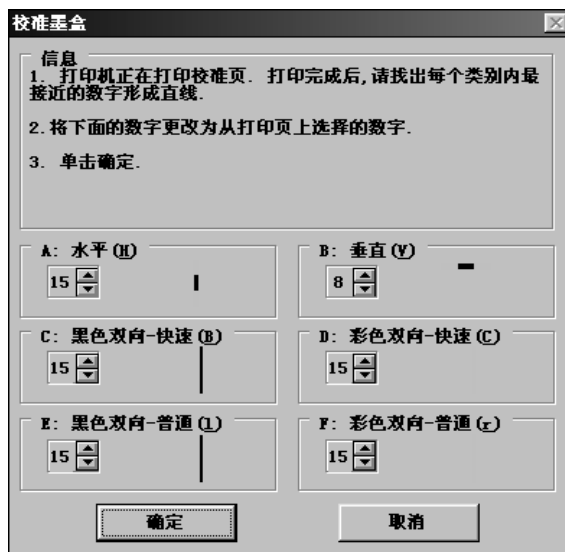 校准墨盒
信息
1. 打印机正在打印校准页. 打印完成后,请找出每个类别内最
接近的数字形成直线.
2.将下面的数字更改为从打印页上选择的数字.
3. 单击确定.
A: 水平(H)
15
B: 垂直(V)
8
C: 黑色双向-快速(B)
15
D: 彩色双向-快速(C)
15
E: 黑色双向-普通(l)
15
F: 彩色双向-普通(r)
15
确定
取消